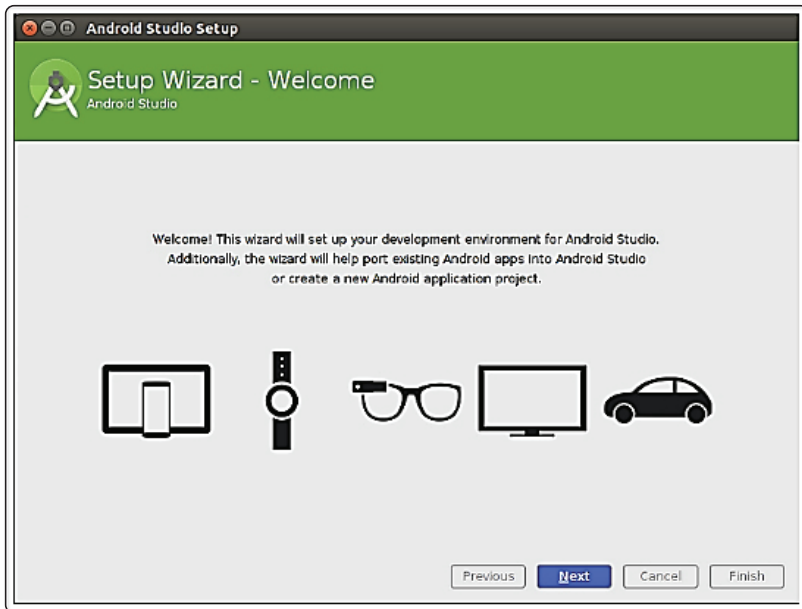 Android Studio Setup
Setup Wizard - Welcome
Android Studio
Welcome! This wizard will set up your development environment for Android Studio.
Additionally, the wizard will help port existing Android apps into Android Studio
or create a new Android application project.
Previous
Next
Cancel
Finish